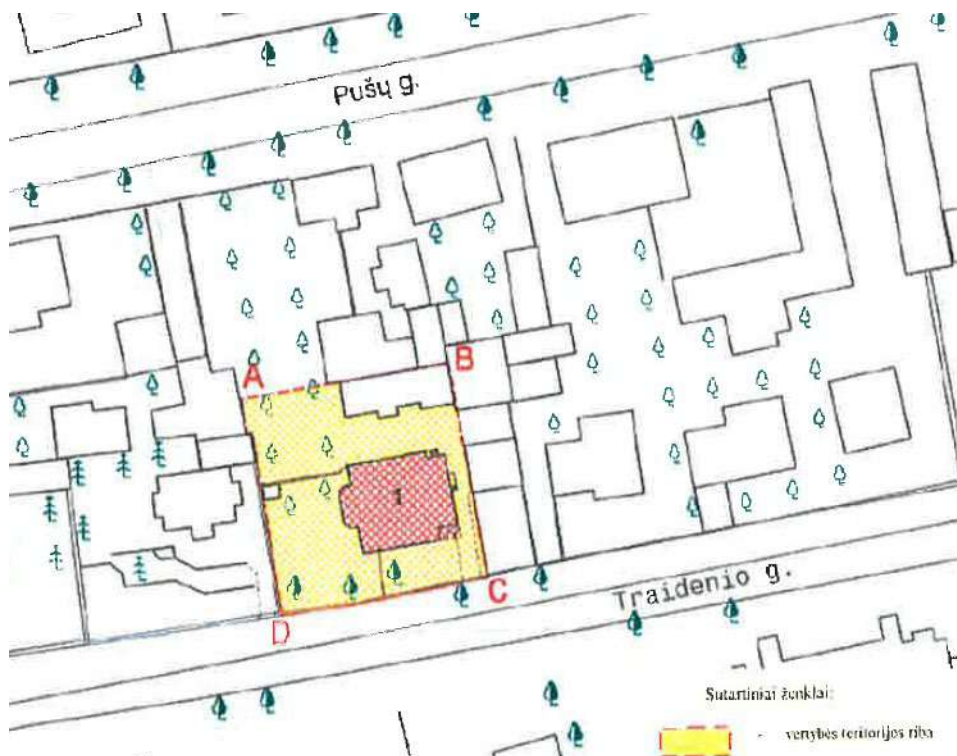 Pušų g.
A
B
1
C
D
Traidenio g.
Sutartiniai ženklai:
- vertybės teritorijos riba